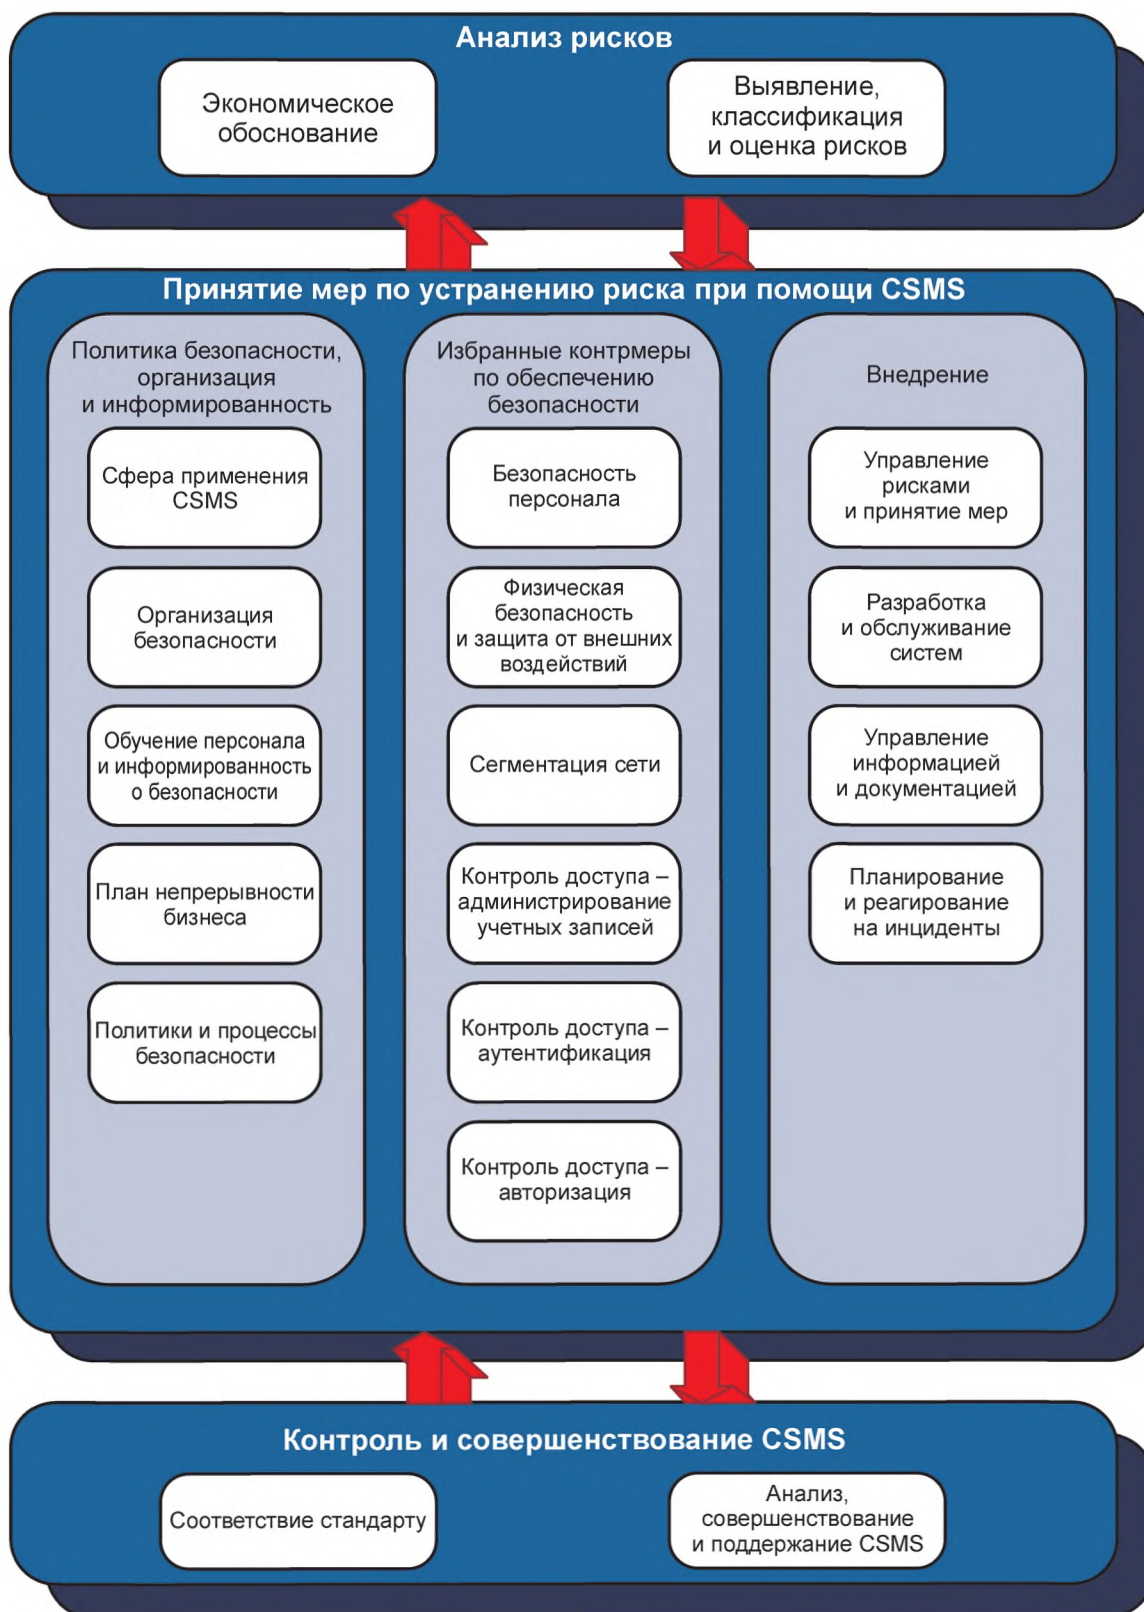 Анализ рисков
Экономическое
обоснование
Выявление,
классификация
и оценка рисков
Принятие мер по устранению риска при помощи CSMS
Политика безопасности,
организация
и информированность
Сфера применения
CSMS
Организация
безопасности
Обучение персонала
и информированность
о безопасности
План непрерывности
бизнеса
Политики и процессы
безопасности
Избранные контрмеры
по обеспечению
безопасности
Безопасность
персонала
Физическая
безопасность
и защита от внешних
воздействий
Сегментация сети
Контроль доступа –
администрирование
учетных записей
Контроль доступа –
аутентификация
Контроль доступа –
авторизация
Внедрение
Управление
рисками
и принятие мер
Разработка
и обслуживание
систем
Управление
информацией
и документацией
Планирование
и реагирование
на инциденты
Контроль и совершенствование CSMS
Соответствие стандарту
Анализ,
совершенствование
и поддержание CSMS